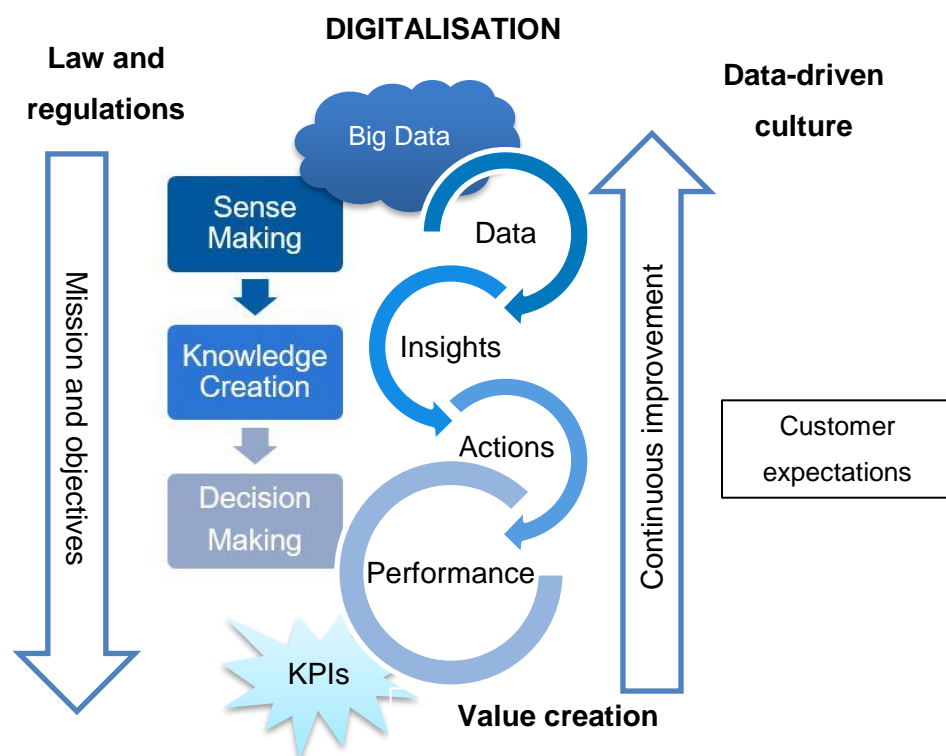 DIGITALISATION
Law and
regulations
Data-driven
culture
Big Data
Sense
Making
Data
Mission and objectives
Continuous improvement
Insights
Knowledge
Creation
Customer
expectations
Actions
Decision
Making
Performance
KPIs
Value creation